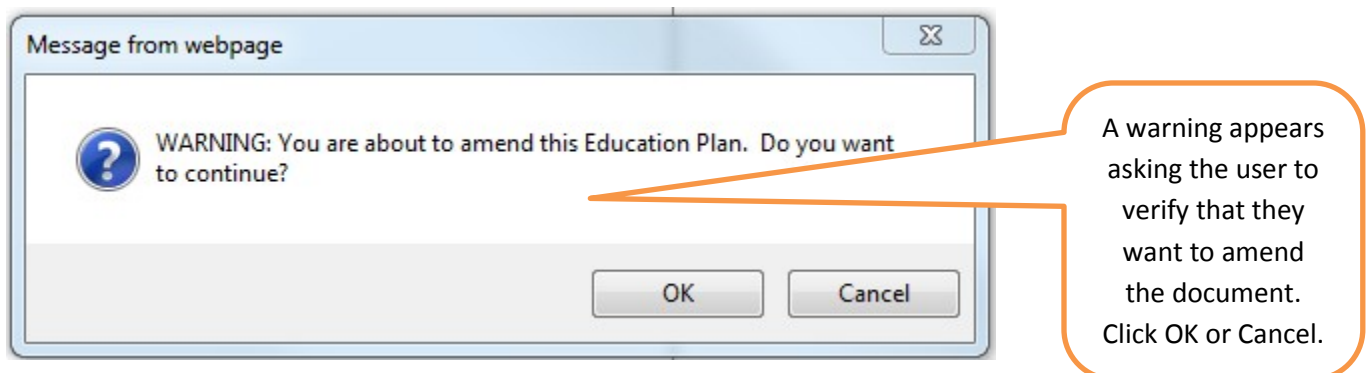 Message from webpage
WARNING: You are about to amend this Education Plan.  Do you want
to continue?
OK
Cancel
A warning appears
asking the user to
verify that they
want to amend
the document.
Click OK or Cancel.